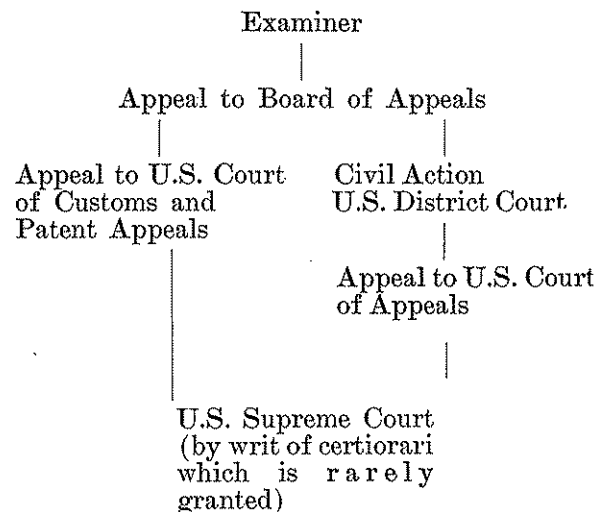 Examiner
Appeal to Board of Appeals
Appeal to U.S. Court
of Customs and
Patent Appeals
Civil Action
U.S. District Court
Appeal to U.S. Court
of Appeals
U.S. Supreme Court
(by writ of certiorari
which is rarely
granted)